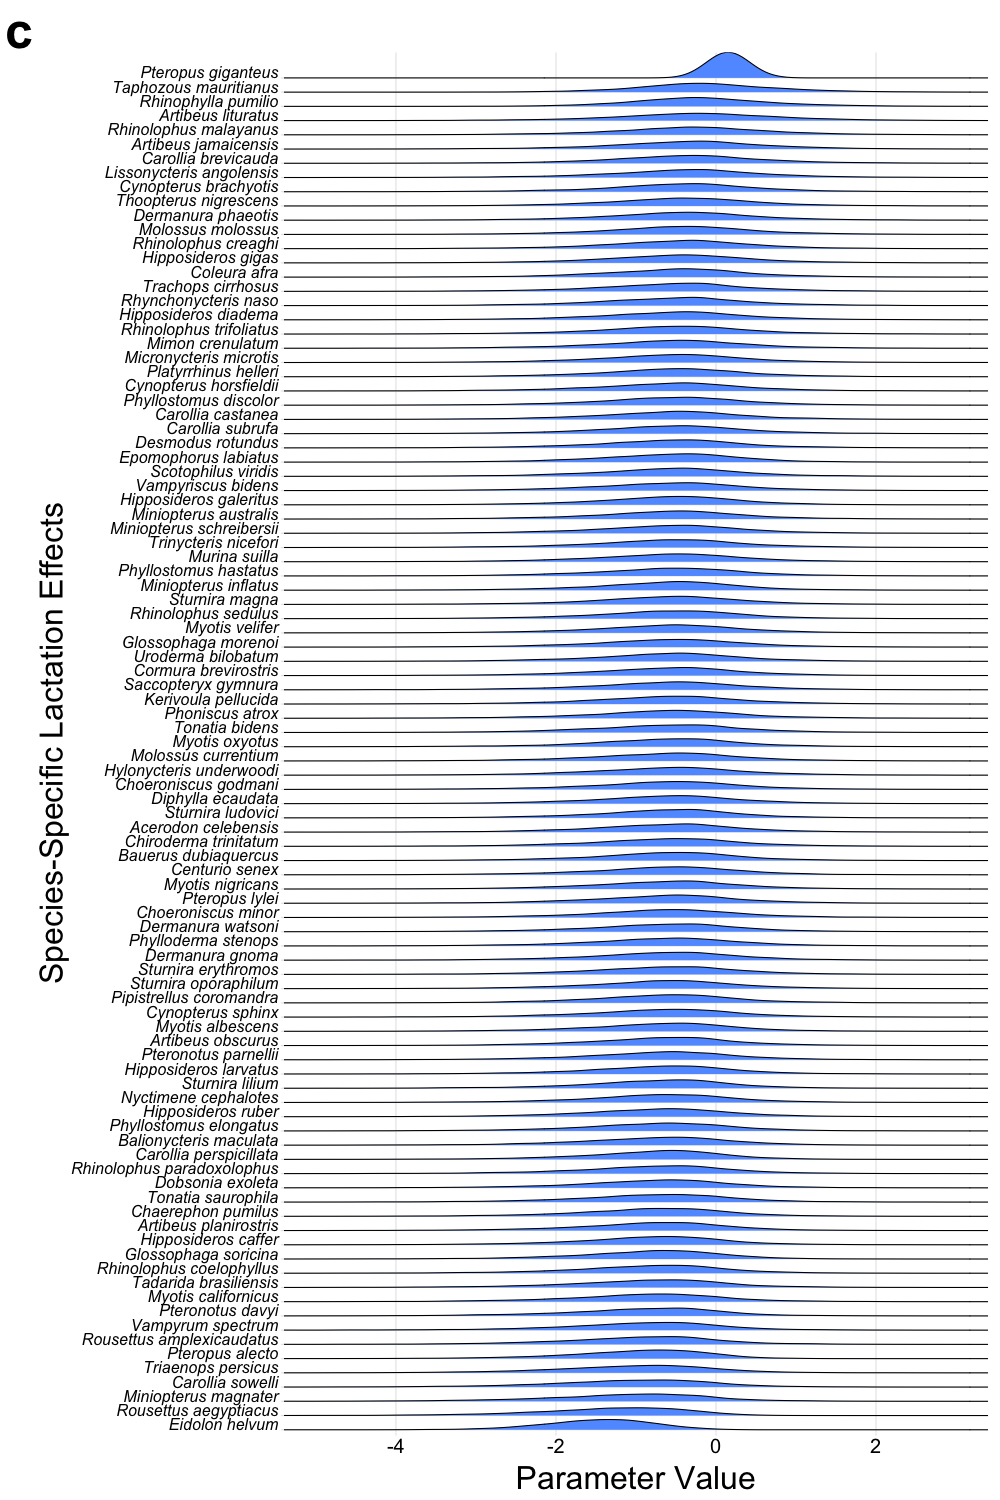 c
Pteropus giganteus
Taphozous mauritianus
Rhinophylla pumilio
Artibeus lituratus
Rhinolophus malayanus
Artibeus jamaicensis
Carollia brevicauda
Lissonycteris angolensis
Cynopterus brachyotis
Thoopterus nigrescens
Dermanura phaeotis
Molossus molossus
Rhinolophus creaghi
Hipposideros gigas
Coleura afra
Trachops cirrhosus
Rhynchonycteris naso
Hipposideros diadema
Rhinolophus trifoliatus
Mimon crenulatum
Micronycteris microtis
Platyrrhinus helleri
Cynopterus horsfieldii
Phyllostomus discolor
Carollia castanea
Carollia subrufa
Desmodus rotundus
Epomophorus labiatus
Scotophilus viridis
Vampyriscus bidens
Hipposideros galeritus
Miniopterus australis
Miniopterus schreibersii
Trinycteris nicefori
Murina suilla
Phyllostomus hastatus
Miniopterus inflatus
Sturnira magna
Rhinolophus sedulus
Myotis velifer
Glossophaga morenoi
Uroderma bilobatum
Cormura brevirostris
Saccopteryx gymnura
Kerivoula pellucida
Phoniscus atrox
Tonatia bidens
Myotis oxyotus
Molossus currentium
Hylonycteris underwoodi
Choeroniscus godmani
Diphylla ecaudata
Sturnira ludovici
Acerodon celebensis
Chiroderma trinitatum
Bauerus dubiaquercus
Centurio senex
Myotis nigricans
Pteropus lylei
Choeroniscus minor
Dermanura watsoni
Phylloderma stenops
Dermanura gnoma
Sturnira erythromos
Sturnira oporaphilum
Pipistrellus coromandra
Cynopterus sphinx
Myotis albescens
Artibeus obscurus
Pteronotus parnellii
Hipposideros larvatus
Sturnira lilium
Nyctimene cephalotes
Hipposideros ruber
Phyllostomus elongatus
Balionycteris maculata
Carollia perspicillata
Rhinolophus paradoxolophus
Dobsonia exoleta
Tonatia saurophila
Chaerephon pumilus
Artibeus planirostris
Hipposideros caffer
Glossophaga soricina
Rhinolophus coelophyllus
Tadarida brasiliensis
Myotis californicus
Pteronotus davyi
Vampyrum spectrum
Rousettus amplexicaudatus
Pteropus alecto
Triaenops persicus
Carollia sowelli
Miniopterus magnater
Rousettus aegyptiacus
Eidolon helvum
Species-Specific Lactation Effects
-4 -2 0 2
Parameter Value